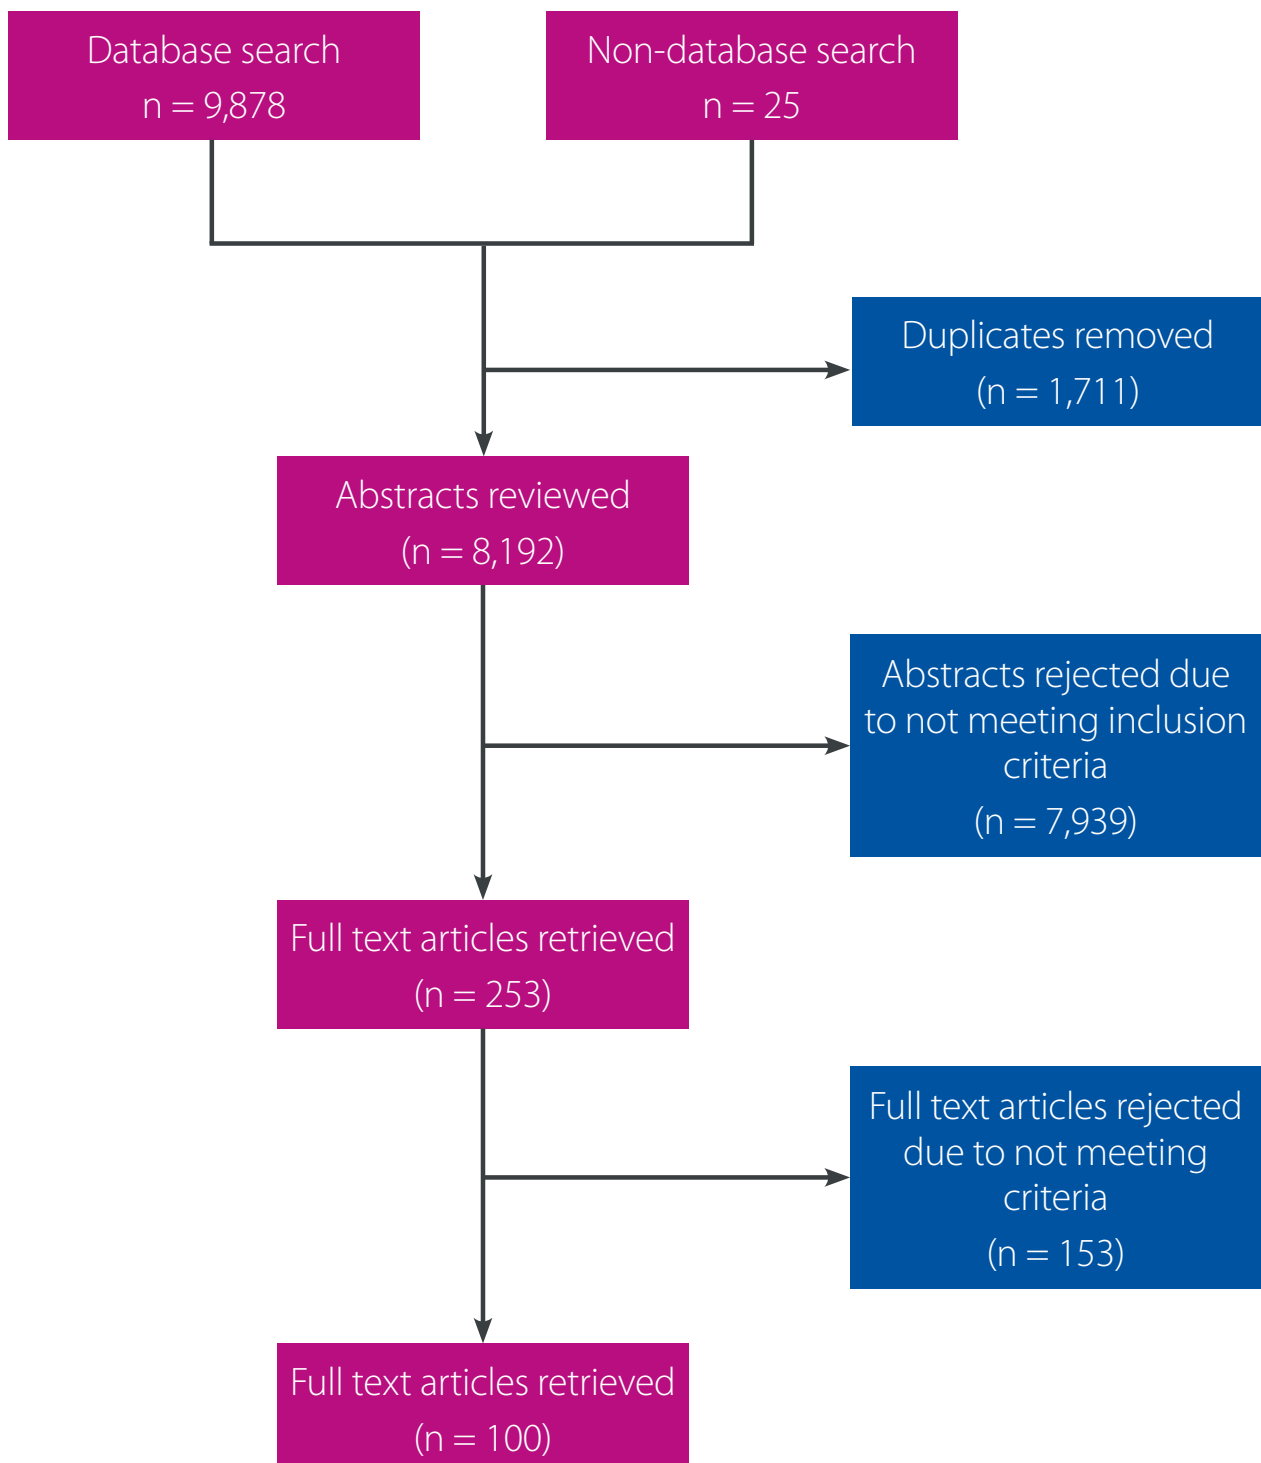 Database search
n = 9,878
Non-database search
n = 25
Duplicates removed
(n = 1,711)
Abstracts reviewed
(n = 8,192)
Abstracts rejected due
to not meeting inclusion
criteria
(n = 7,939)
Full text articles retrieved
(n = 253)
Full text articles rejected
due to not meeting
criteria
(n = 153)
Full text articles retrieved
(n = 100)